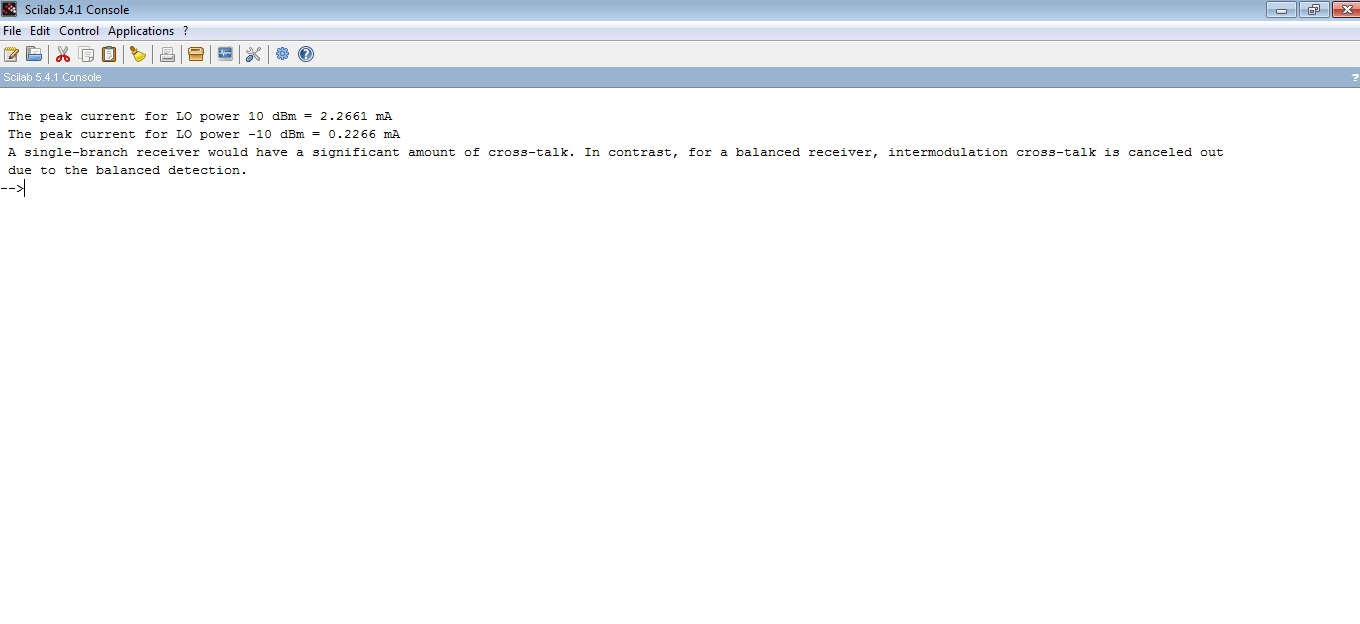 Scilab 5.4.1 Console
File Edit Control Applications ?
Scilab 5.4.1 Console ?
The peak current for LO power 10 dBm = 2.2661 mA
The peak current for LO power -10 dBm = 0.2266 mA
A single-branch receiver would have a significant amount of cross-talk. In contrast, for a balanced receiver, intermodulation cross-talk is canceled out
due to the balanced detection.
-->